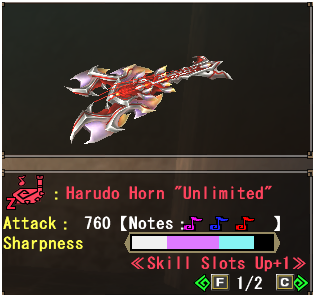 Z : Harudo Horn "Unlimited"
Attack : 760 【Notes : 】
Sharpness
≪Skill Slots Up+1≫
F 1/2 C